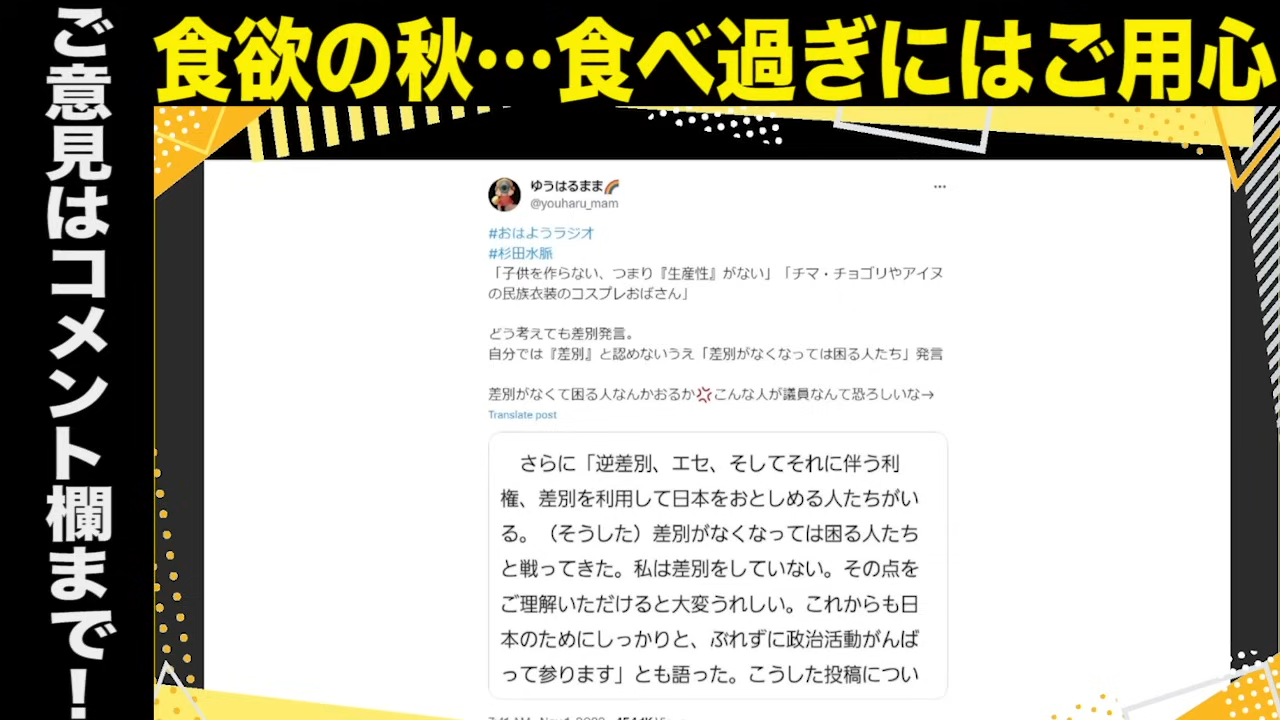 食欲の秋…食べ過ぎにはご用心
ご意見はコメント欄まで!
ゆうはるまま🌈
@youharu_mam
#おはようラジオ
#杉田水脈
「子供を作らない、つまり『生産性』がない」「チマ・チョゴリやアイヌ
の民族衣装のコスプレおばさん」
どう考えても差別発言。
自分では『差別』と認めないうえ「差別がなくなっては困る人たち」発言
差別がなくて困る人なんかおるか💢こんな人が議員なんて恐ろしいな→
Translate post
さらに「逆差別、エセ、そしてそれに伴う利
権、差別を利用して日本をおとしめる人たちがい
る。（そうした）差別がなくなっては困る人たち
と戦ってきた。私は差別をしていない。その点を
ご理解いただけると大変うれしい。これからも日
本のためにしっかりと、ぶれずに政治活動がんば
って参ります」とも語った。こうした投稿につい